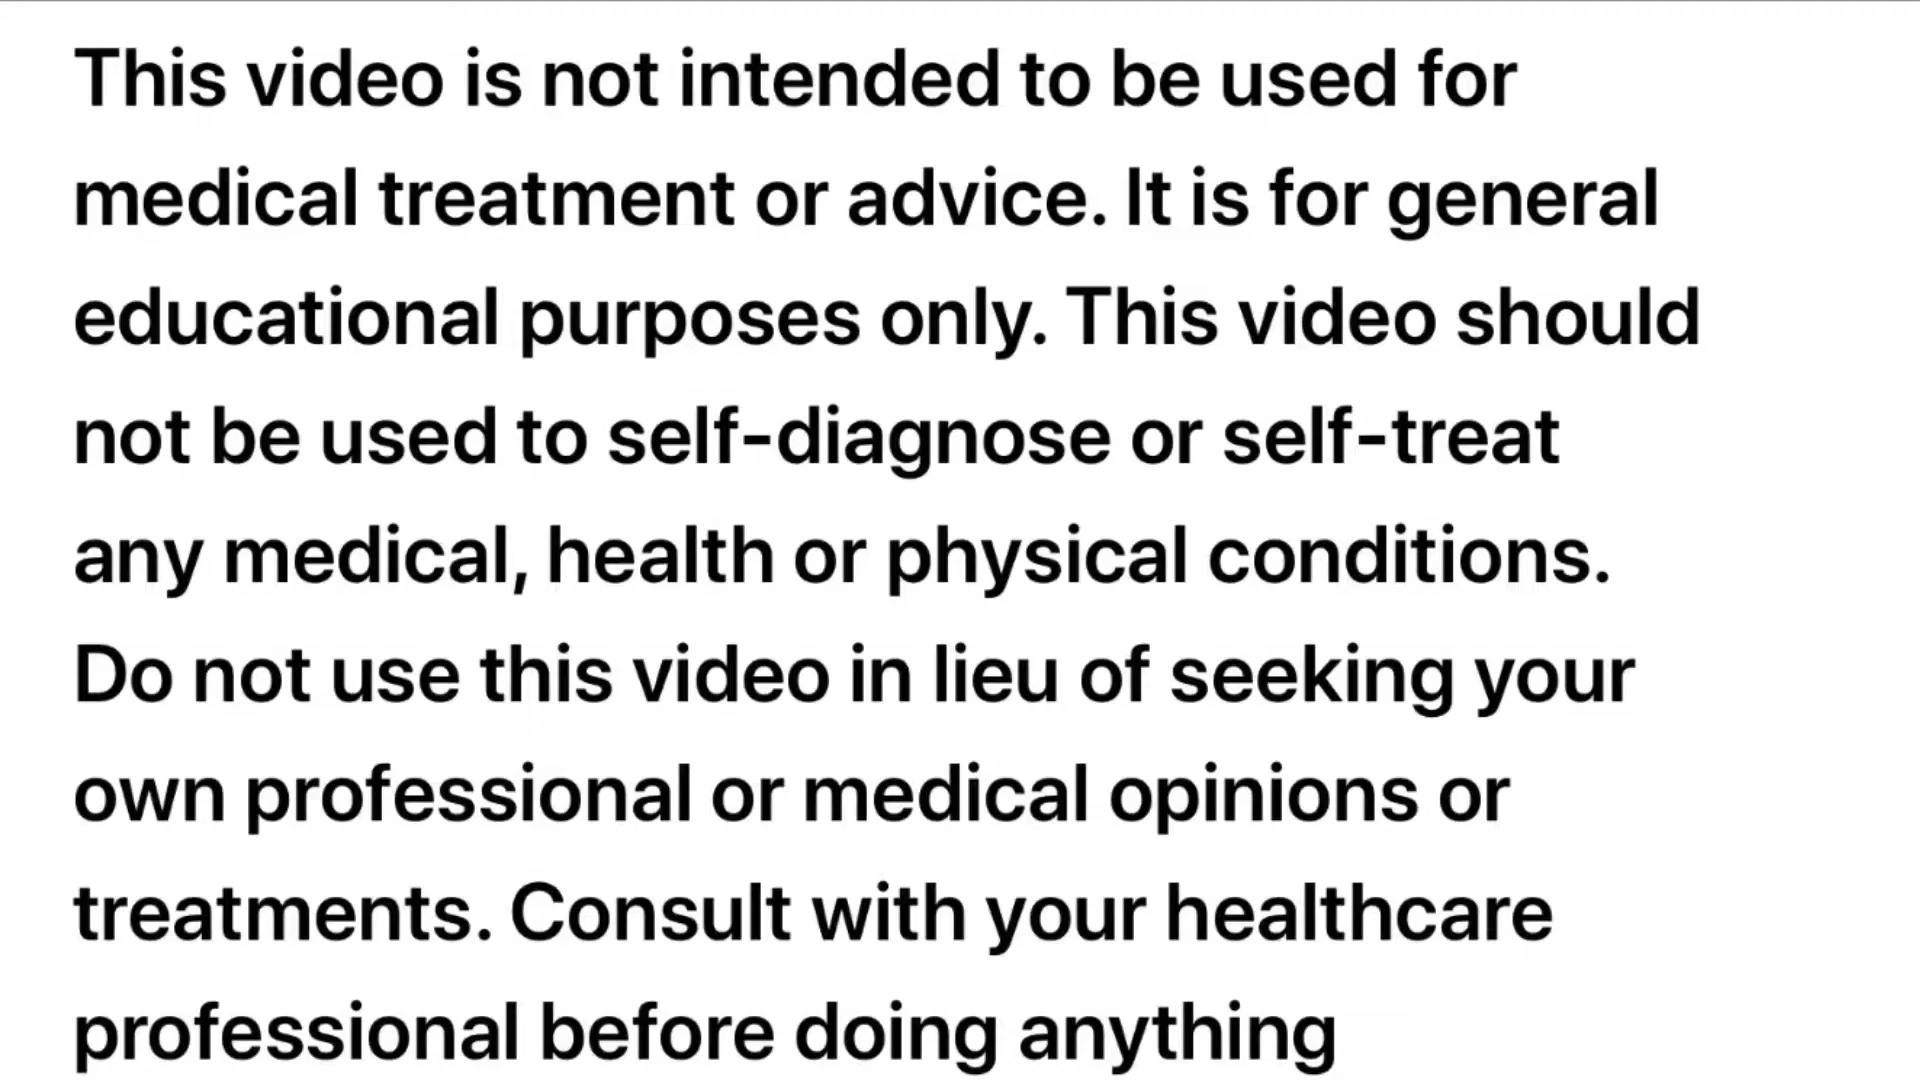 This video is not intended to be used for
medical treatment or advice. It is for general
educational purposes only. This video should
not be used to self-diagnose or self-treat
any medical, health or physical conditions.
Do not use this video in lieu of seeking your
own professional or medical opinions or
treatments. Consult with your healthcare
professional before doing anything